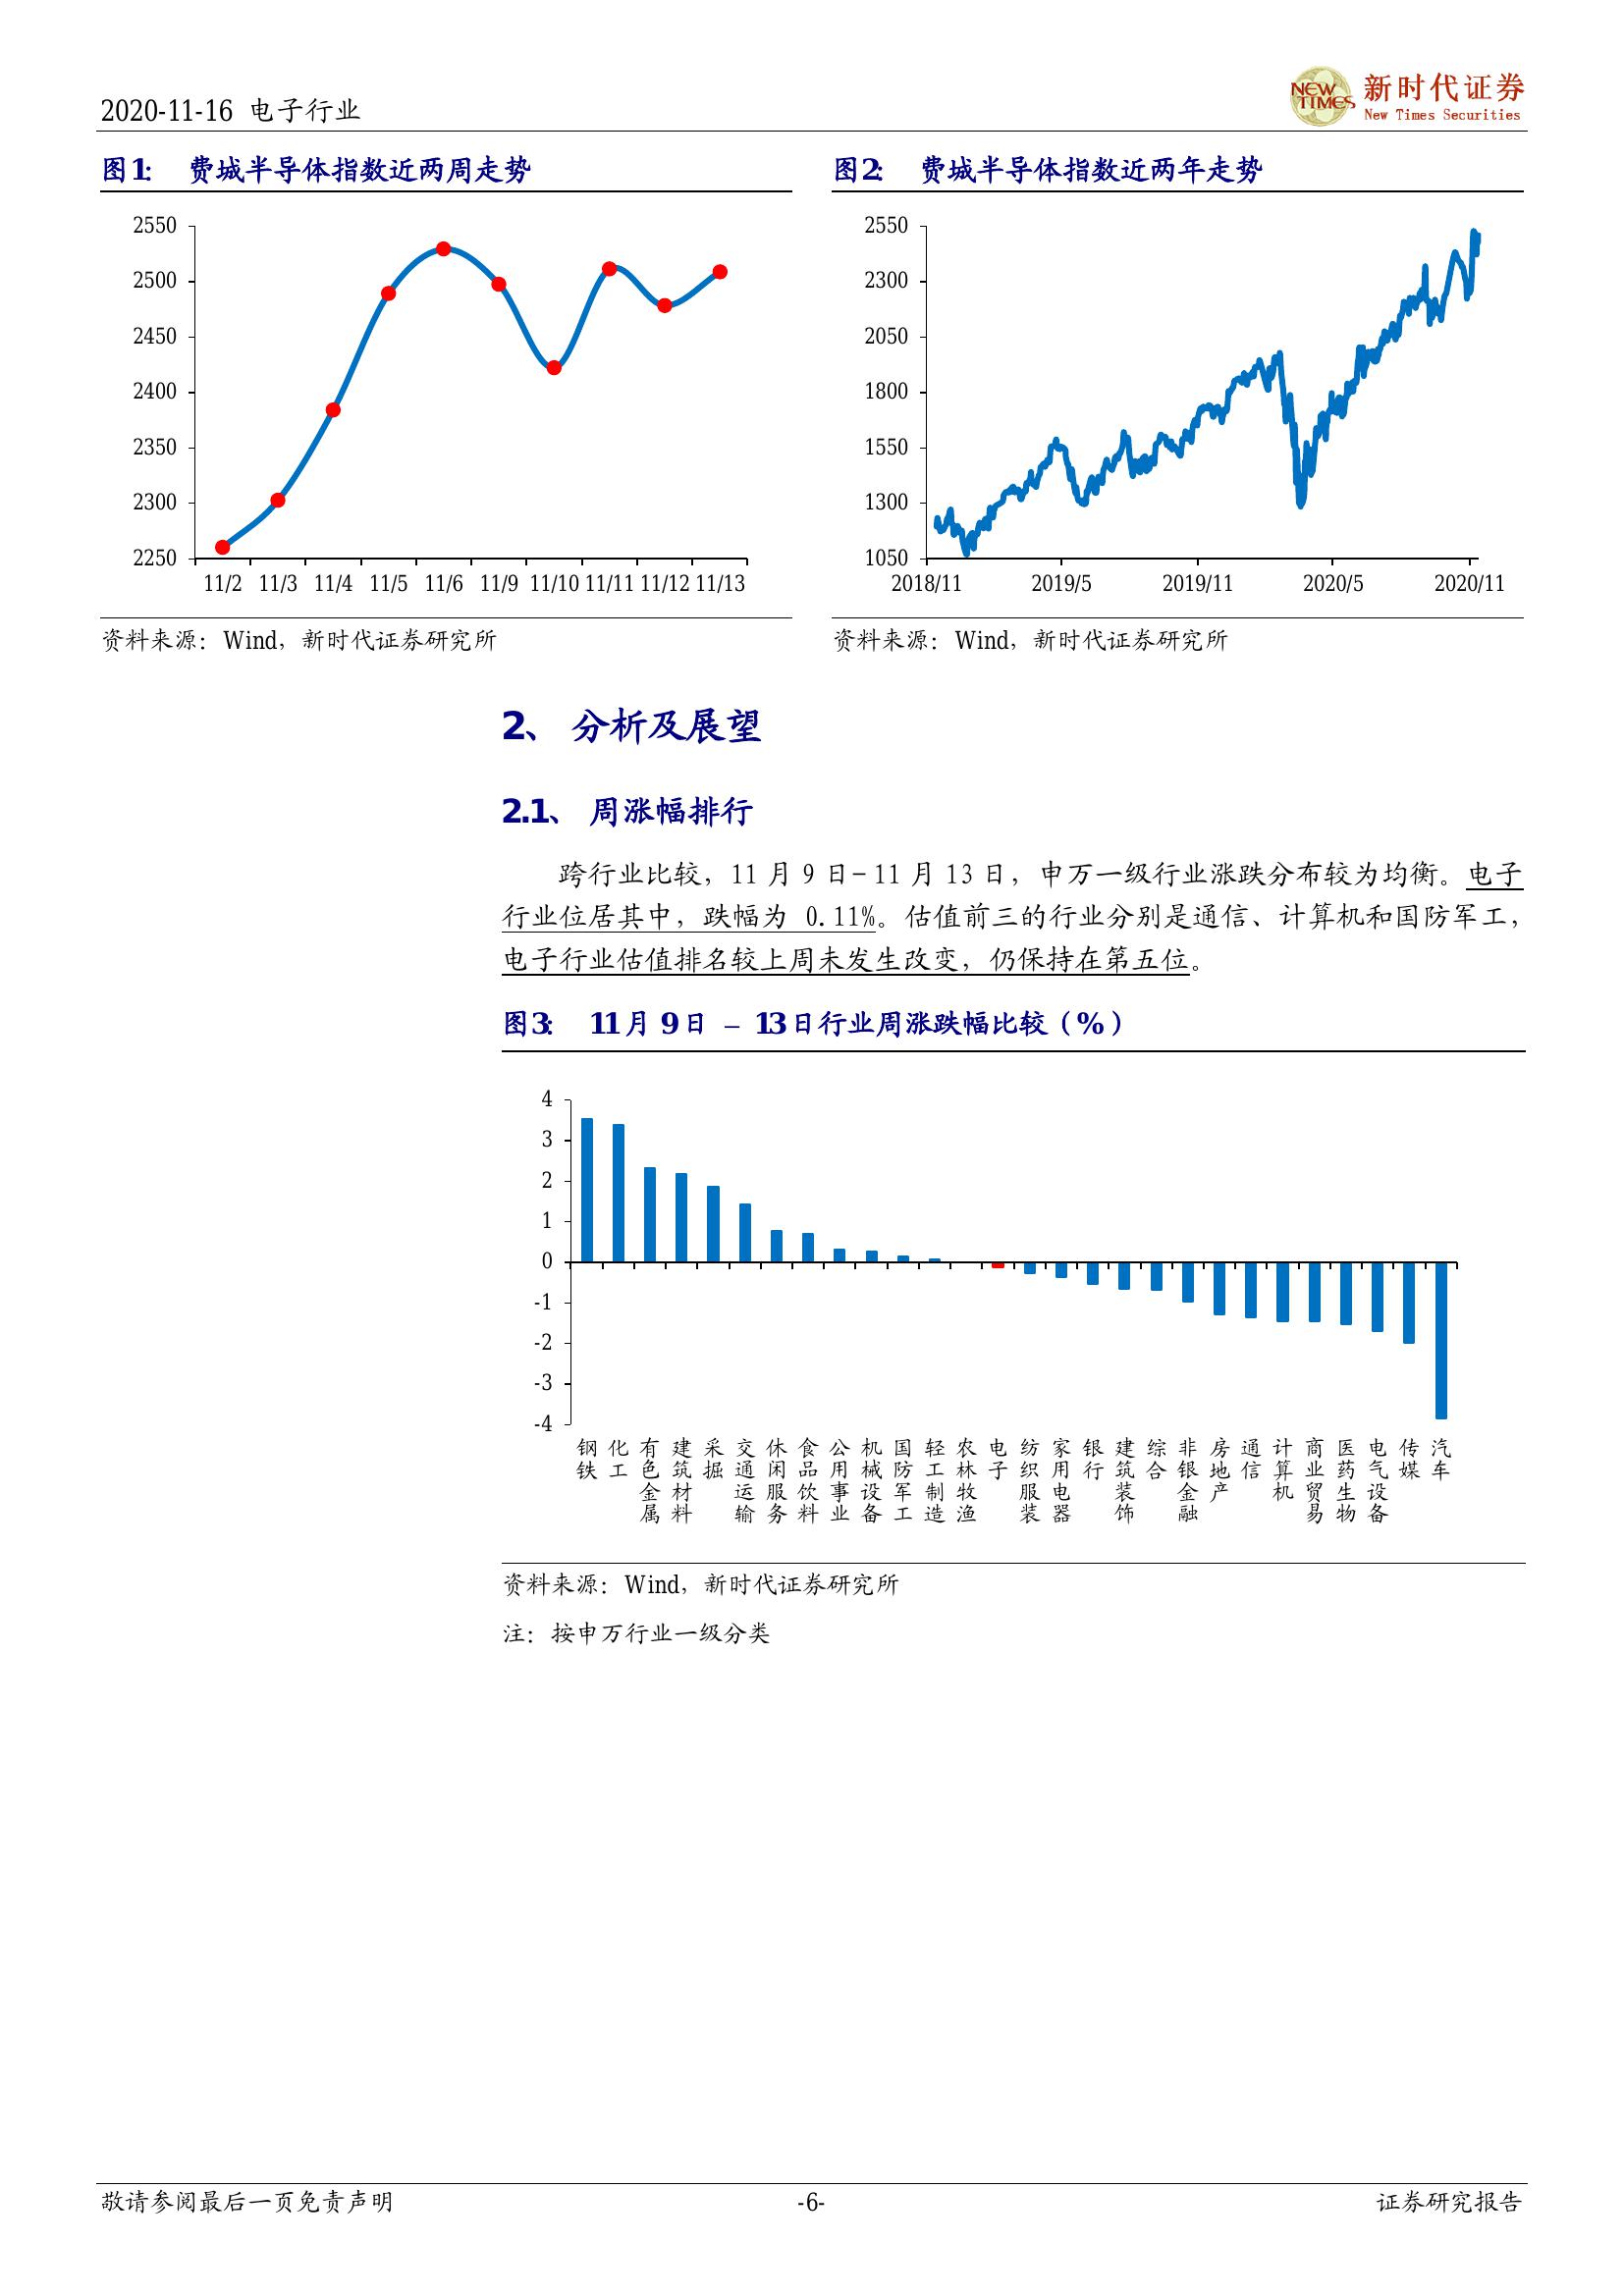 2020-11-16 电子行业
NEW TIMES
新时代证券
New Times Securities
图1: 费城半导体指数近两周走势
2550
2500
2450
2400
2350
2300
2250
11/2 11/3 11/4 11/5 11/6 11/9 11/10 11/11 11/12 11/13
资料来源：Wind，新时代证券研究所
图2: 费城半导体指数近两年走势
2550
2300
2050
1800
1550
1300
1050
2018/11 2019/5 2019/11 2020/5 2020/11
资料来源：Wind，新时代证券研究所
2、 分析及展望
2.1、 周涨幅排行
跨行业比较，11 月 9 日-11 月 13 日，申万一级行业涨跌分布较为均衡。电子
行业位居其中，跌幅为 0.11%。估值前三的行业分别是通信、计算机和国防军工，
电子行业估值排名较上周未发生改变，仍保持在第五位。
图3: 11月 9日 – 13日行业周涨跌幅比较（%）
4
3
2
1
0
-1
-2
-3
-4
钢铁 化工 有色金属 建筑材料 采掘 交通运输 休闲服务 食品饮料 公用事业 机械设备 国防军工 轻工制造 农林牧渔 电子 纺织服装 家用电器 银行 建筑装饰 综合 非银金融 房地产 通信 计算机 商业贸易 医药生物 电气设备 传媒 汽车
资料来源：Wind，新时代证券研究所
注：按申万行业一级分类
敬请参阅最后一页免责声明 -6- 证券研究报告